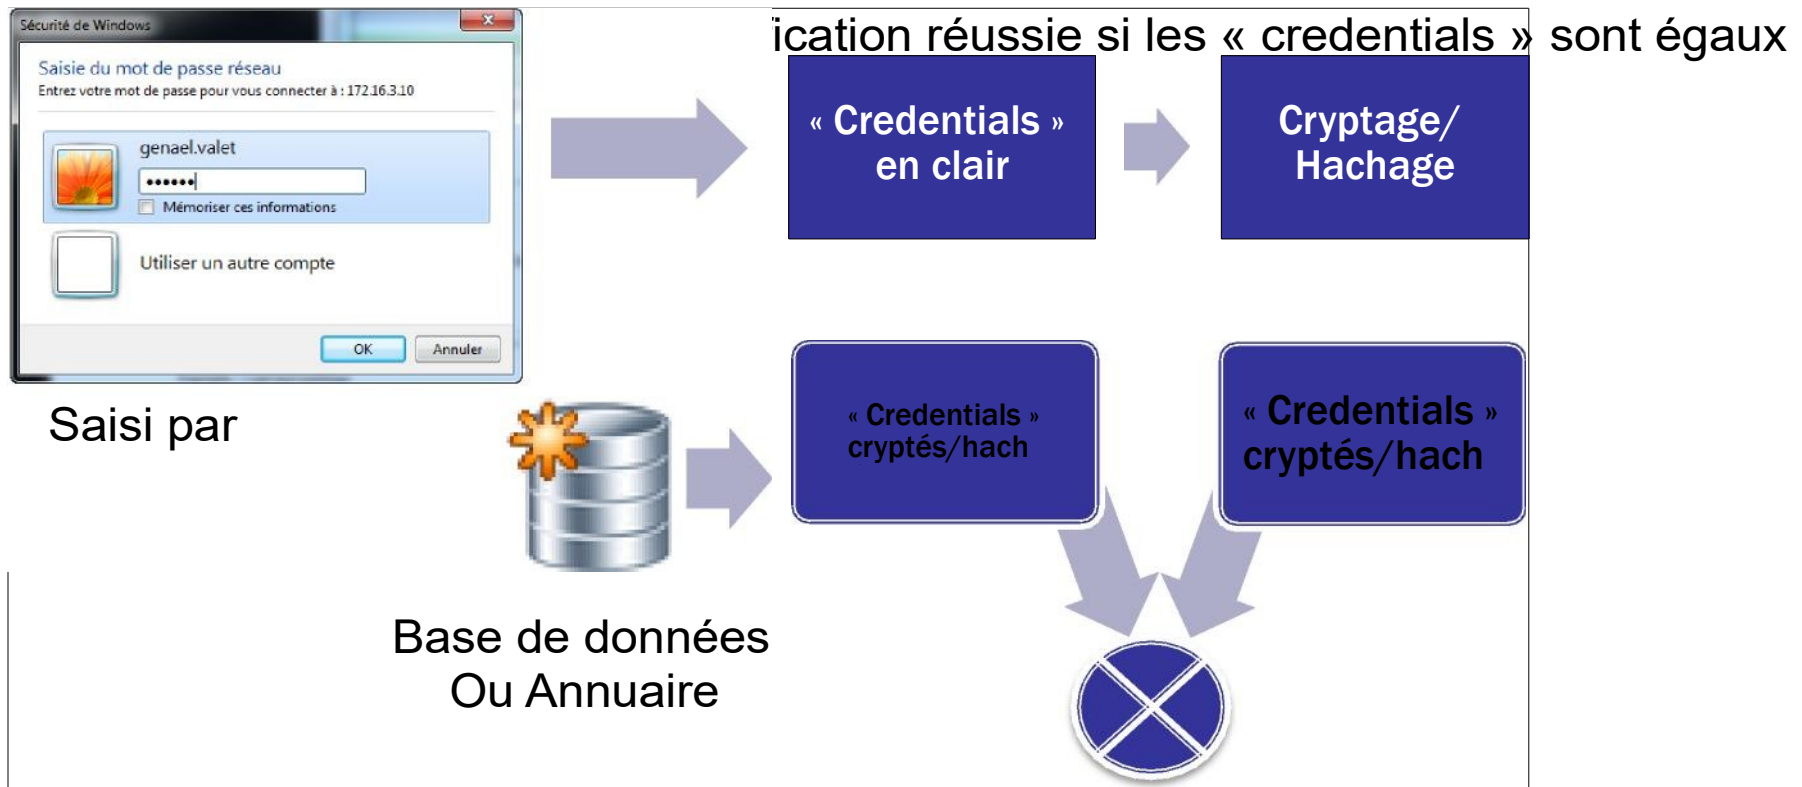 Sécurité de Windows
ication réussie si les « credentials » sont égaux
Saisie du mot de passe réseau
Entrez votre mot de passe pour vous connecter à : 172.16.3.10
genael.valet
Mémoriser ces informations
Utiliser un autre compte
OK Annuler
« Credentials »
en clair
Cryptage/
Hachage
Saisi par
« Credentials »
cryptés/hach
« Credentials »
cryptés/hach
Base de données
Ou Annuaire